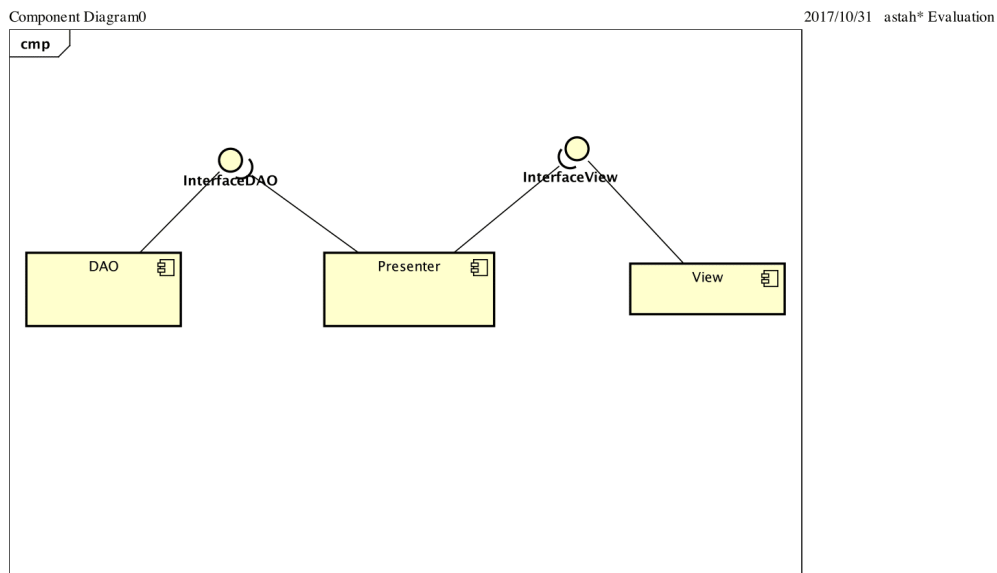 Component Diagram0
2017/10/31 astah* Evaluation
cmp
InterfaceDAO
InterfaceView
DAO
Presenter
View